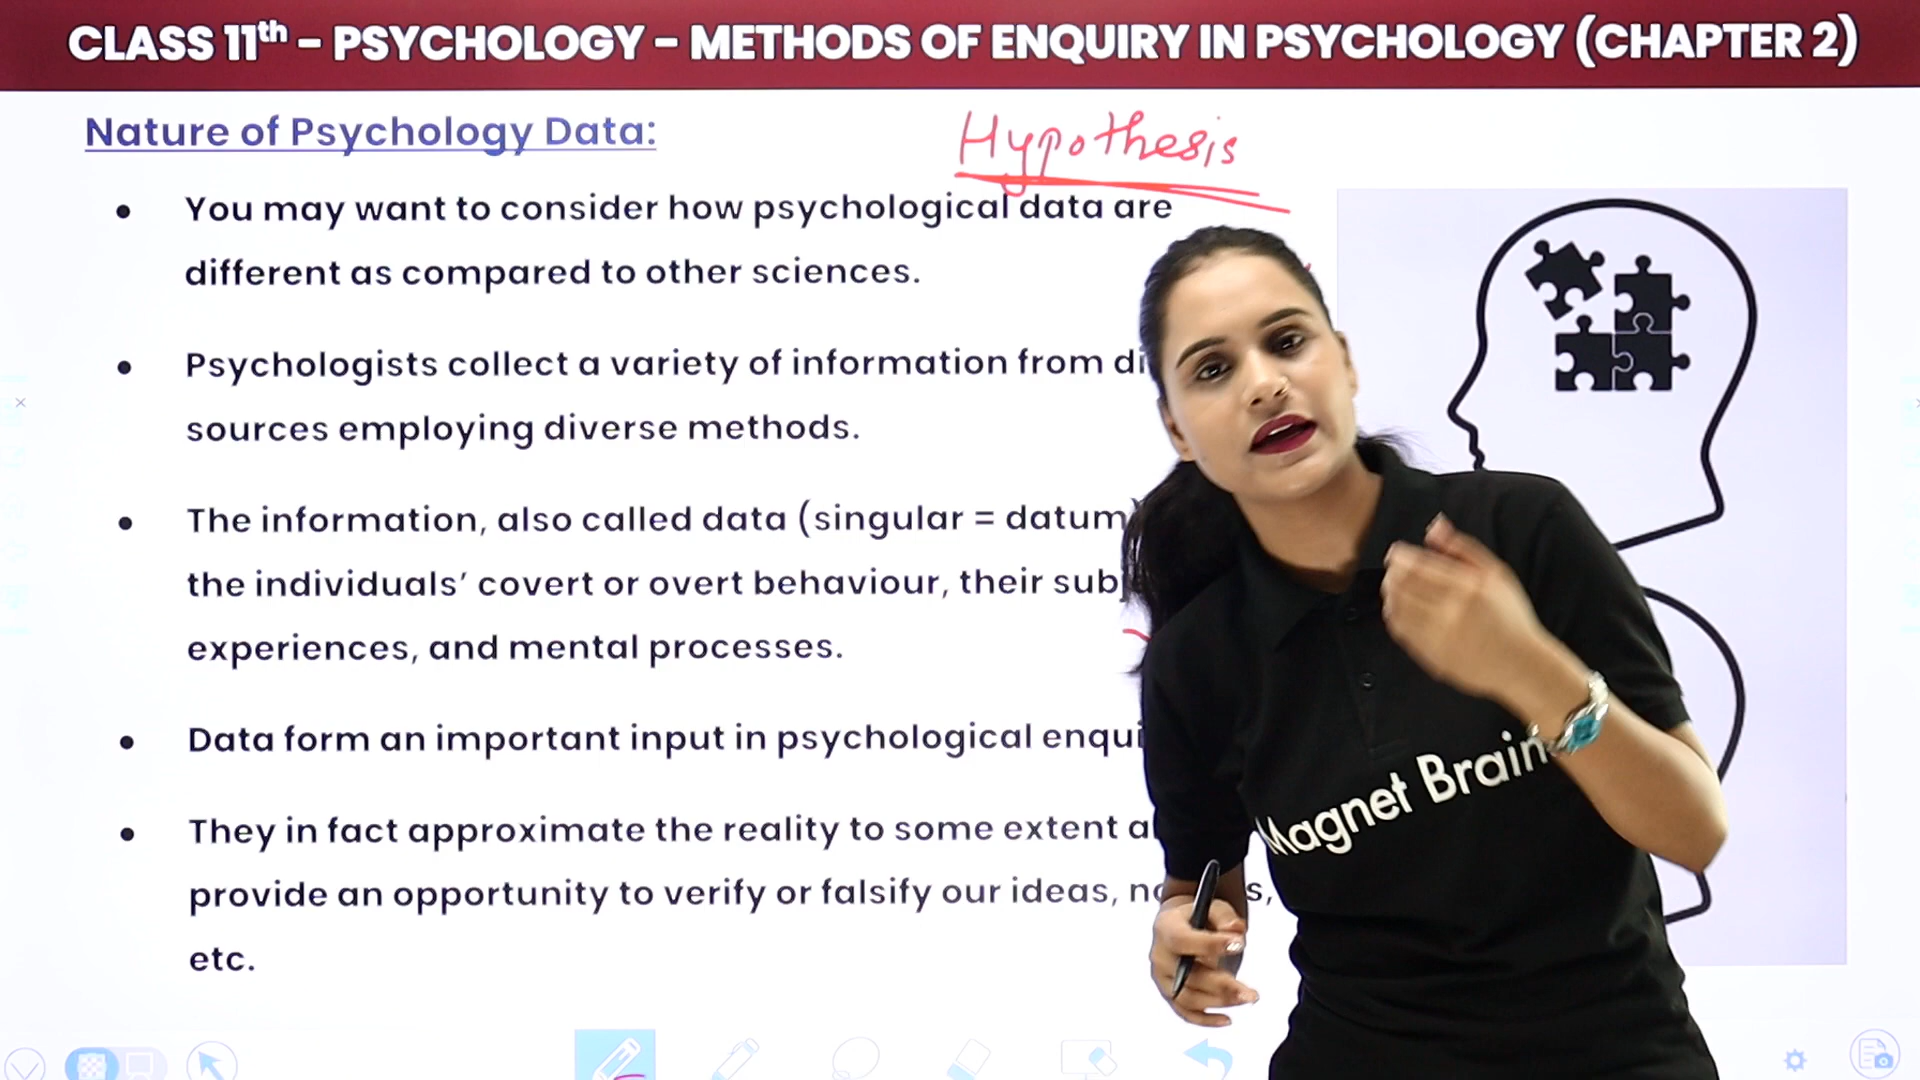 CLASS 11th – PSYCHOLOGY – METHODS OF ENQUIRY IN PSYCHOLOGY (CHAPTER 2)
Nature of Psychology Data:
Hypothesis
• You may want to consider how psychological data are
different as compared to other sciences.
• Psychologists collect a variety of information from
sources employing diverse methods.
• The information, also called data (singular = datum)
the individuals’ covert or overt behaviour, their
experiences, and mental processes.
• Data form an important input in psychological
• They in fact approximate the reality to some extent
provide an opportunity to verify or falsify our ideas,
etc.
Magnet Brain